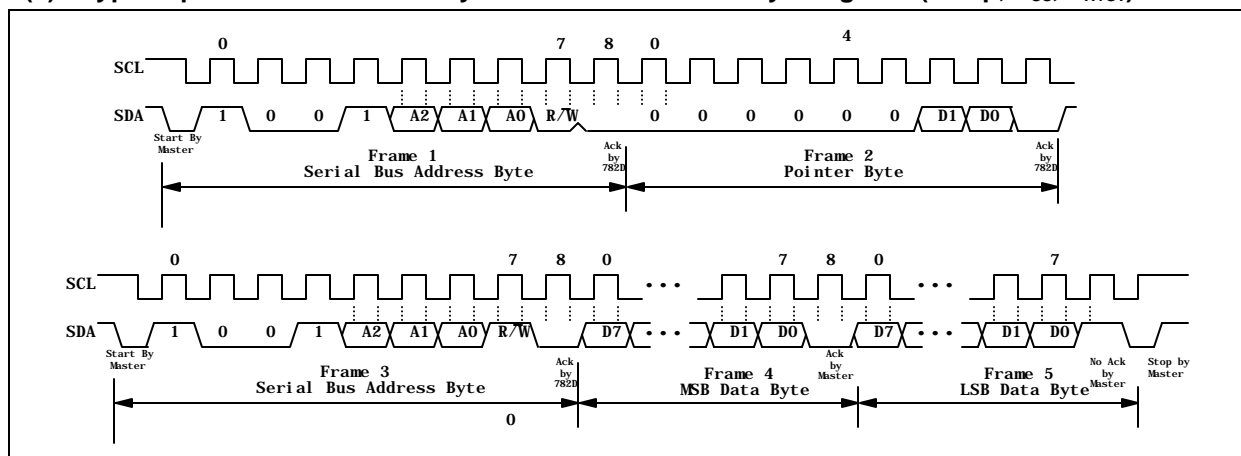 0 7 8 0 4
SCL
SDA 1 0 0 1 A2 A1 A0 R/W 0 0 0 0 0 0 D1 D0
Start By
Master
Frame 1
Serial Bus Address Byte
Ack
by
782D
Frame 2
Pointer Byte
Ack
by
782D
0 7 8 0 7 8 0 7
SCL ... ...
SDA 1 0 0 1 A2 A1 A0 R/W D7 ... D1 D0 D7 ... D1 D0
Start By
Master
Frame 3
Serial Bus Address Byte
0
Ack
by
782D
Frame 4
MSB Data Byte
Ack
by
Master
Frame 5
LSB Data Byte
No Ack
by
Master
Stop by
Master